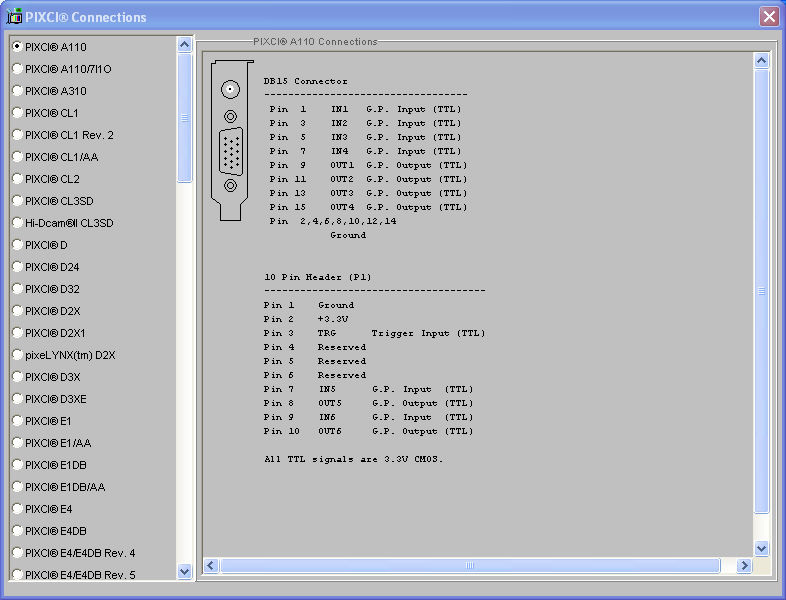 PIXCI® Connections
PIXCI® A110
PIXCI® A110/7I1O
PIXCI® A310
PIXCI® CL1
PIXCI® CL1 Rev. 2
PIXCI® CL1/AA
PIXCI® CL2
PIXCI® CL3SD
Hi-Dcam®II CL3SD
PIXCI® D
PIXCI® D24
PIXCI® D32
PIXCI® D2X
PIXCI® D2X1
pixeLYNX(tm) D2X
PIXCI® D3X
PIXCI® D3XE
PIXCI® E1
PIXCI® E1/AA
PIXCI® E1DB
PIXCI® E1DB/AA
PIXCI® E4
PIXCI® E4DB
PIXCI® E4/E4DB Rev. 4
PIXCI® E4/E4DB Rev. 5
PIXCI® A110 Connections
DB15 Connector
----------------------------------
Pin 1 IN1 G.P. Input (TTL)
Pin 3 IN2 G.P. Input (TTL)
Pin 5 IN3 G.P. Input (TTL)
Pin 7 IN4 G.P. Input (TTL)
Pin 9 OUT1 G.P. Output (TTL)
Pin 11 OUT2 G.P. Output (TTL)
Pin 13 OUT3 G.P. Output (TTL)
Pin 15 OUT4 G.P. Output (TTL)
Pin 2,4,6,8,10,12,14
Ground
10 Pin Header (P1)
-------------------------------------
Pin 1 Ground
Pin 2 +3.3V
Pin 3 TRG Trigger Input (TTL)
Pin 4 Reserved
Pin 5 Reserved
Pin 6 Reserved
Pin 7 IN5 G.P. Input (TTL)
Pin 8 OUT5 G.P. Output (TTL)
Pin 9 IN6 G.P. Input (TTL)
Pin 10 OUT6 G.P. Output (TTL)
All TTL signals are 3.3V CMOS.